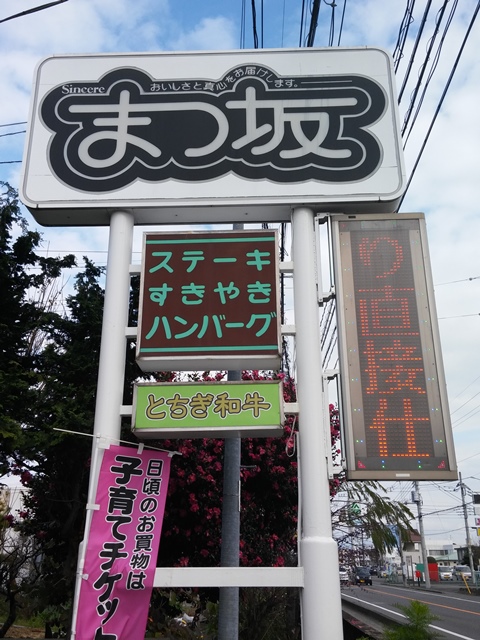 Sincere
おいしさと真心をお届けします。
まつ坂
ステーキ
すきやき
ハンバーグ
とちぎ和牛
り直接仕
日頃のお買物は
子育てチケッ